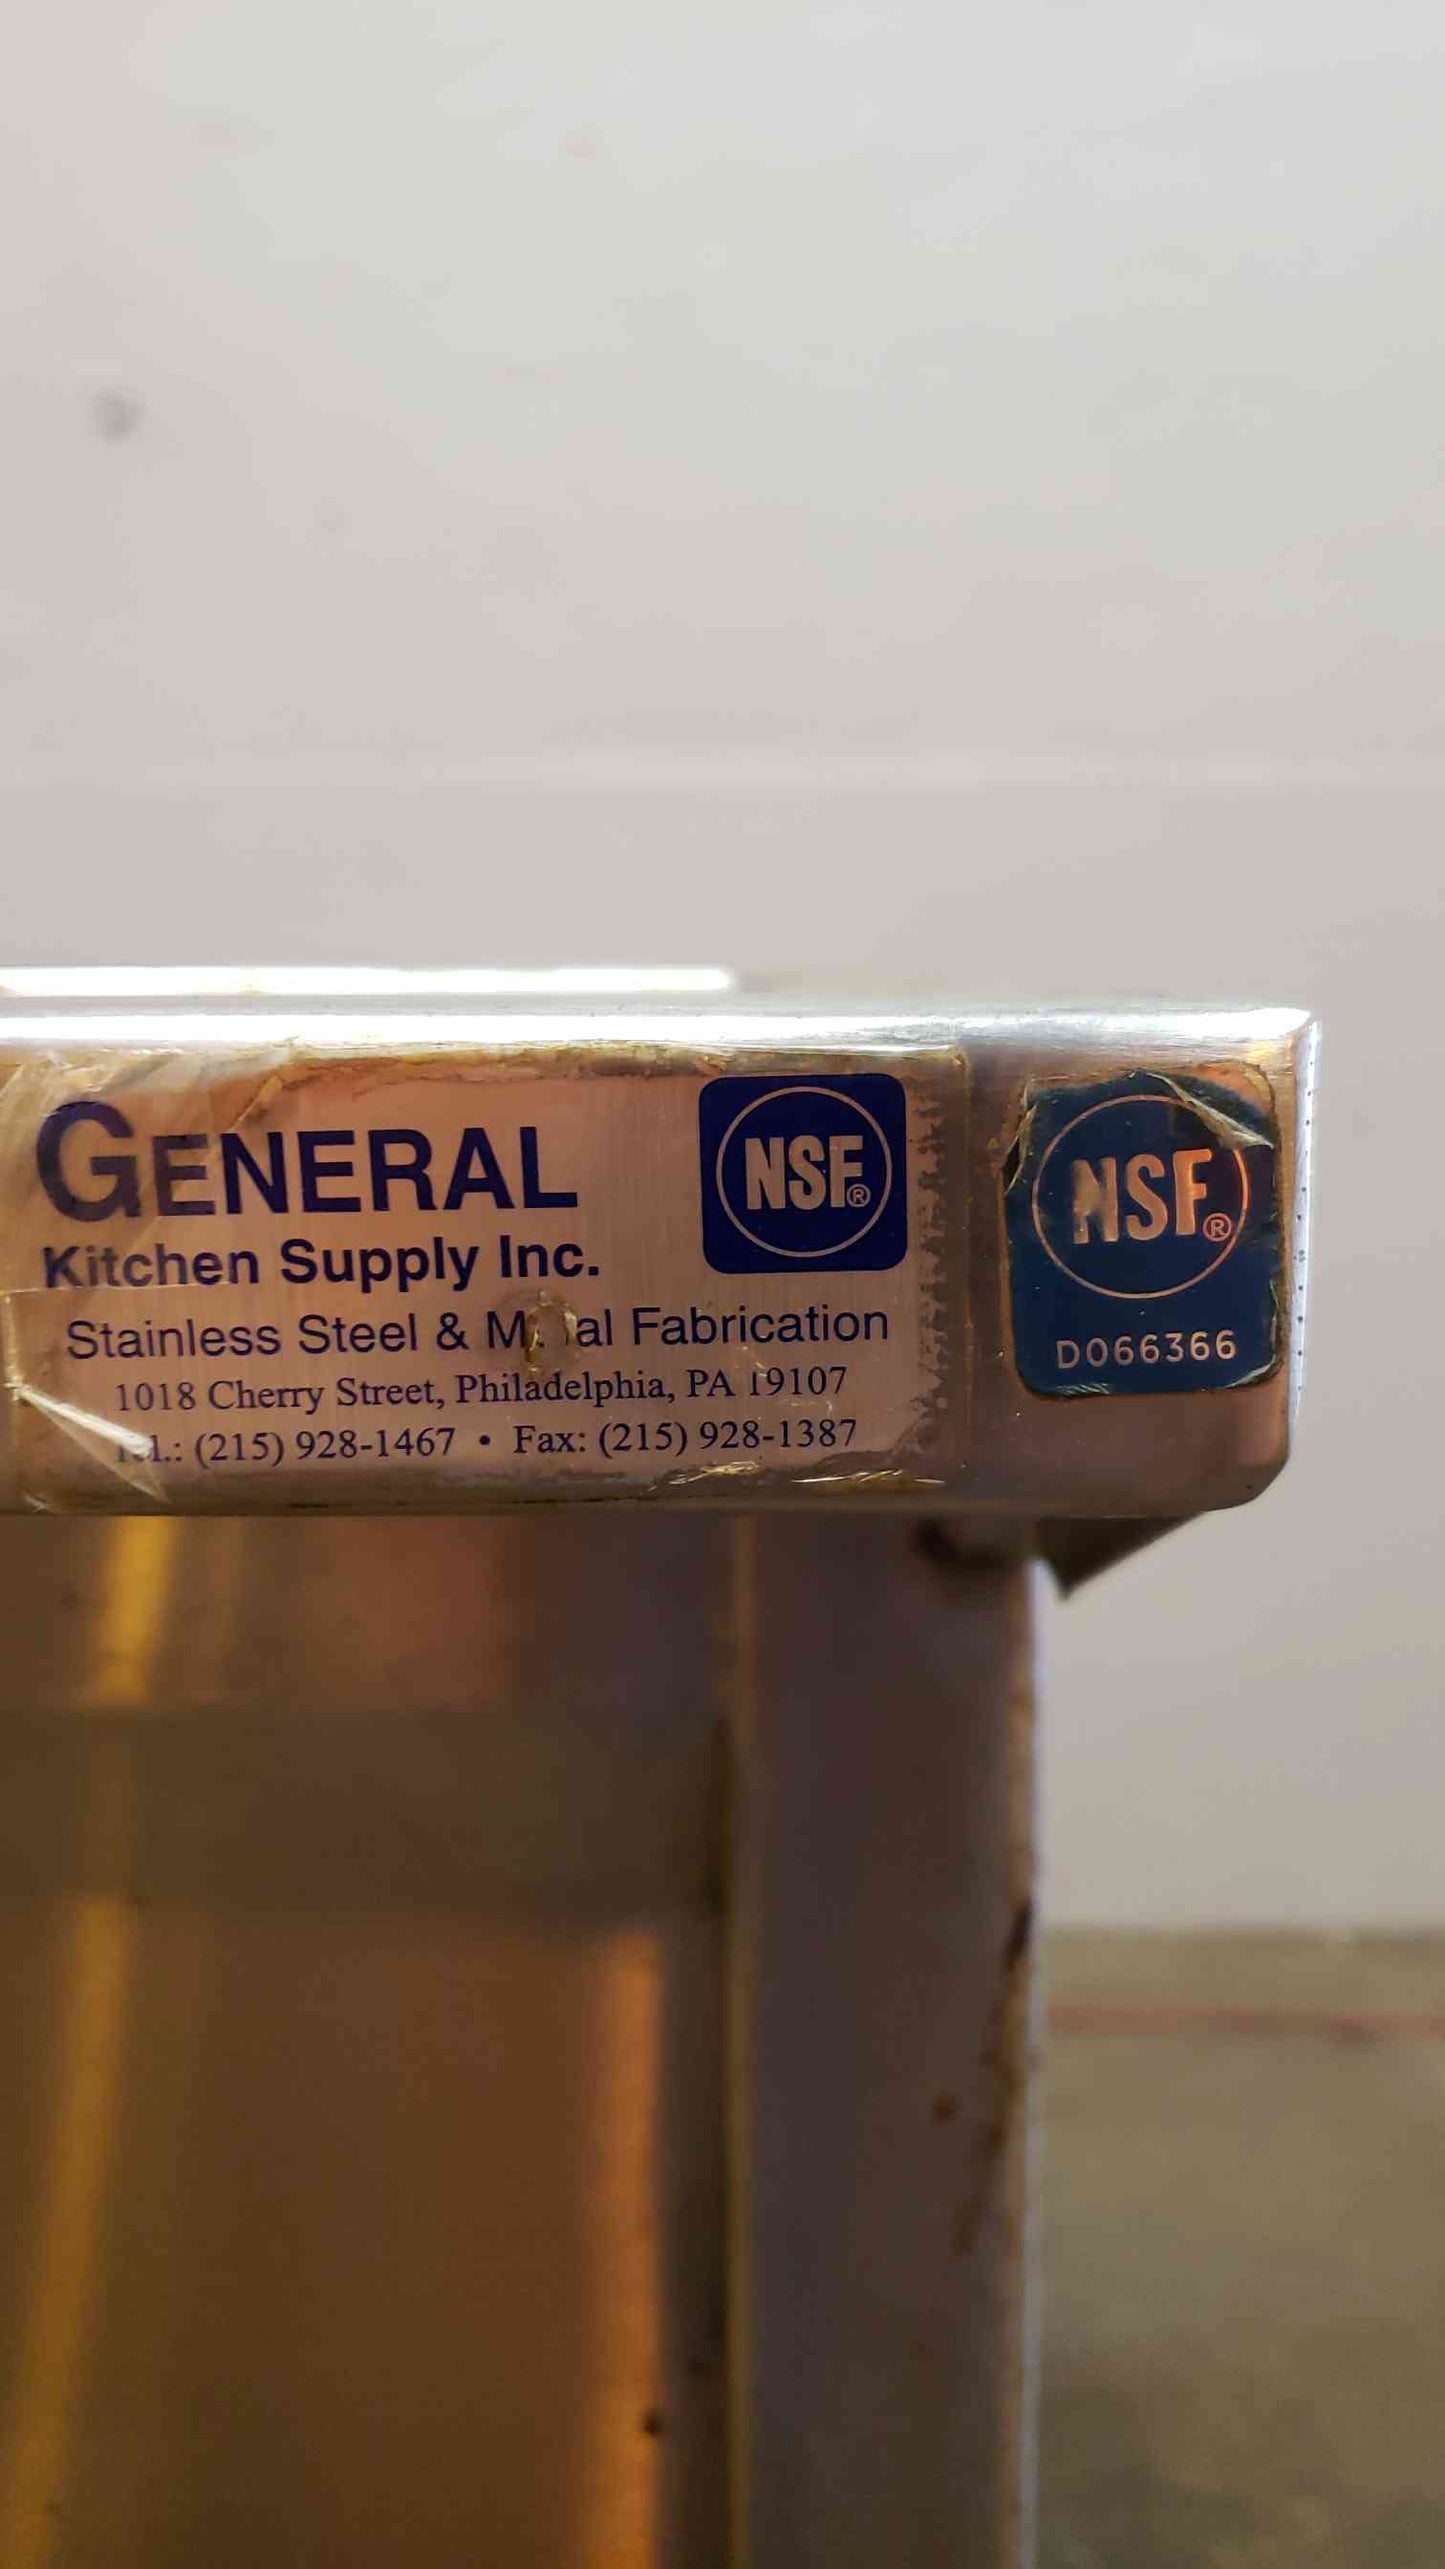 GENERAL
Kitchen Supply Inc.
NSF®
Stainless Steel & Fabrication
1018 Cherry Street, Philadelphia, PA 19107
(215) 928-1467 • Fax: (215) 928-1387
NSF®
D066366